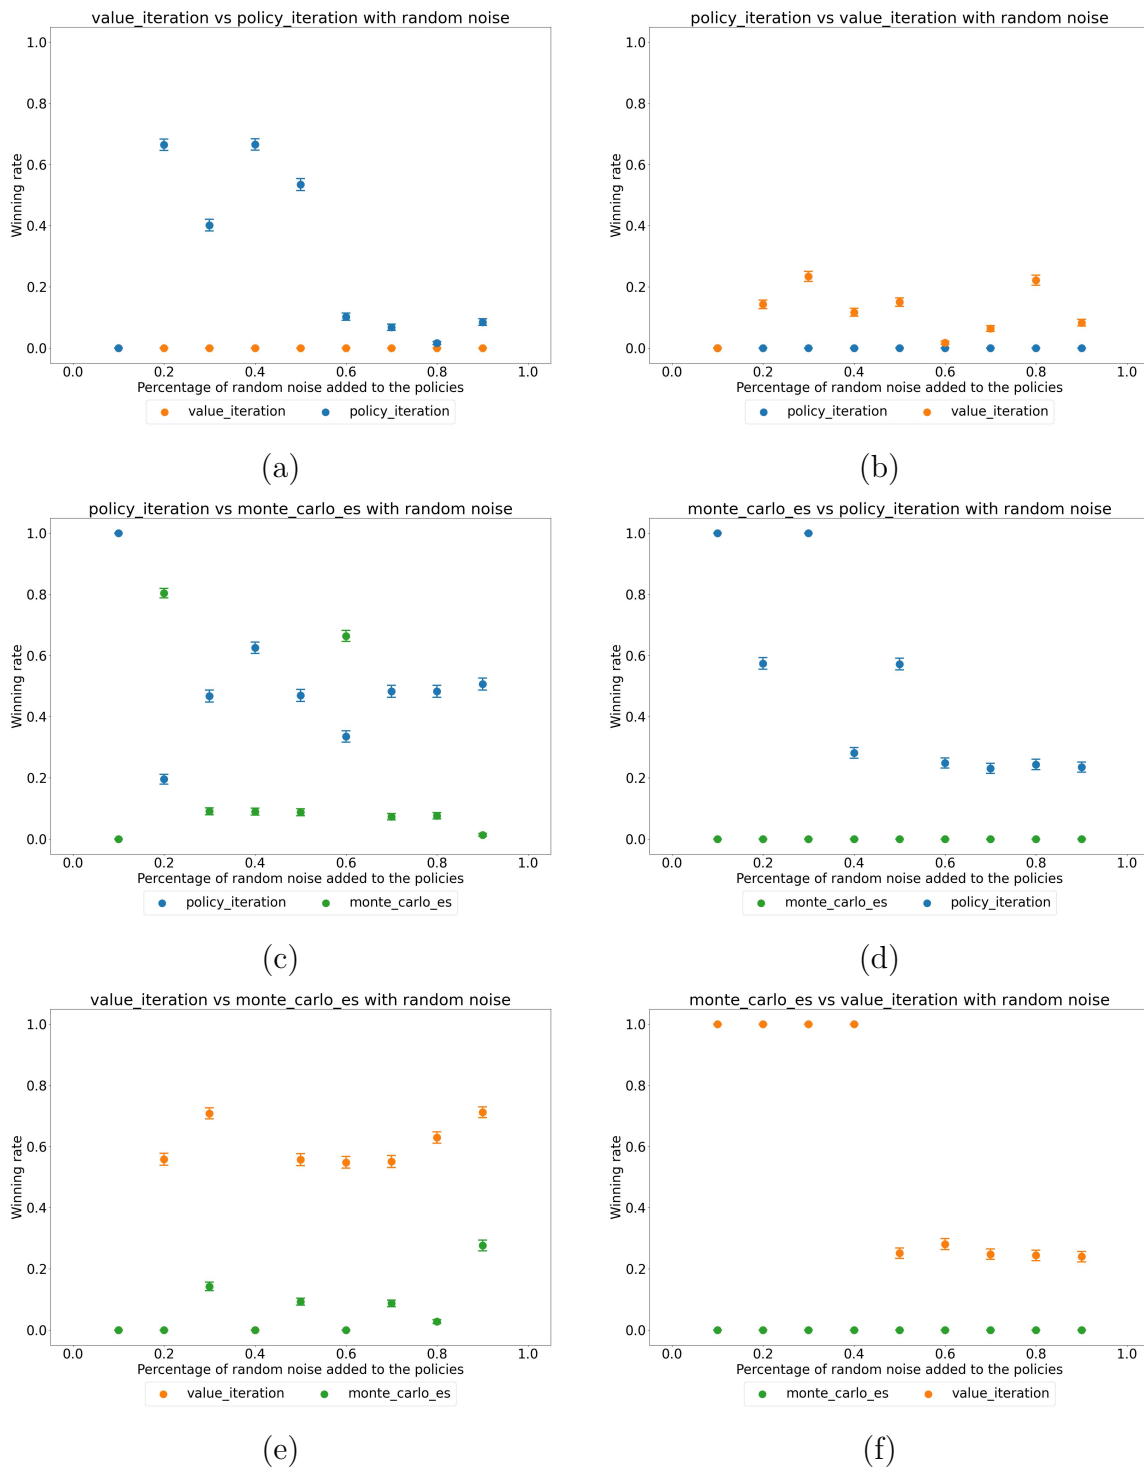 value_iteration vs policy_iteration with random noise
1.0
0.8
0.6
0.4
0.2
0.0
Winning rate
0.0 0.2 0.4 0.6 0.8 1.0
Percentage of random noise added to the policies
value_iteration policy_iteration
(a)
policy_iteration vs value_iteration with random noise
1.0
0.8
0.6
0.4
0.2
0.0
Winning rate
0.0 0.2 0.4 0.6 0.8 1.0
Percentage of random noise added to the policies
policy_iteration value_iteration
(b)
policy_iteration vs monte_carlo_es with random noise
1.0
0.8
0.6
0.4
0.2
0.0
Winning rate
0.0 0.2 0.4 0.6 0.8 1.0
Percentage of random noise added to the policies
policy_iteration monte_carlo_es
(c)
monte_carlo_es vs policy_iteration with random noise
1.0
0.8
0.6
0.4
0.2
0.0
Winning rate
0.0 0.2 0.4 0.6 0.8 1.0
Percentage of random noise added to the policies
monte_carlo_es policy_iteration
(d)
value_iteration vs monte_carlo_es with random noise
1.0
0.8
0.6
0.4
0.2
0.0
Winning rate
0.0 0.2 0.4 0.6 0.8 1.0
Percentage of random noise added to the policies
value_iteration monte_carlo_es
(e)
monte_carlo_es vs value_iteration with random noise
1.0
0.8
0.6
0.4
0.2
0.0
Winning rate
0.0 0.2 0.4 0.6 0.8 1.0
Percentage of random noise added to the policies
monte_carlo_es value_iteration
(f)